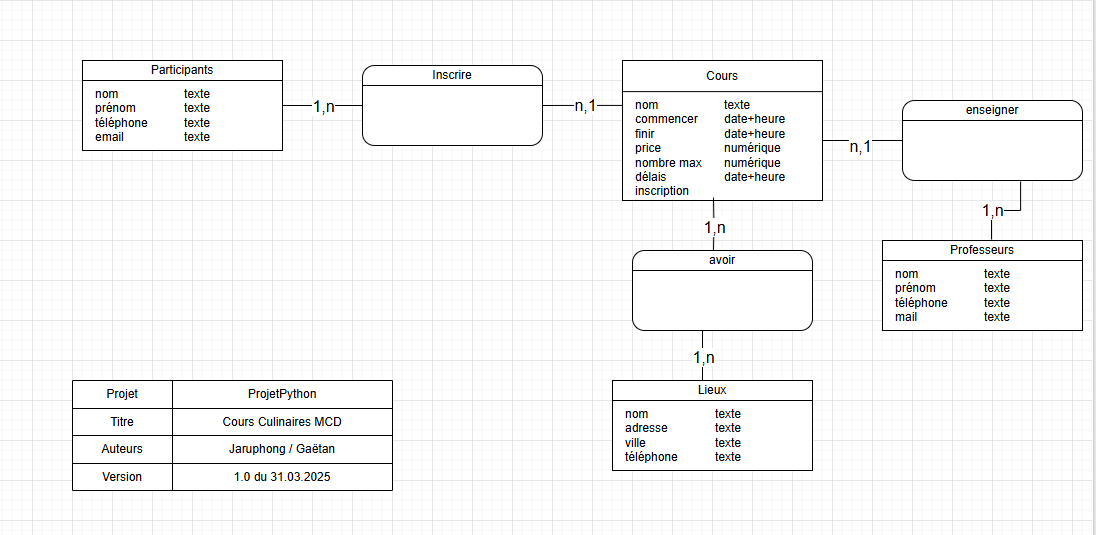 Participants
nom texte
prénom texte
téléphone texte
email texte
1,n
Inscrire
n,1
Cours
nom texte
commencer date+heure
finir date+heure
price numérique
nombre max numérique
délais date+heure
inscription
n,1
enseigner
1,n
Professeurs
nom texte
prénom texte
téléphone texte
mail texte
1,n
avoir
1,n
Lieux
nom texte
adresse texte
ville texte
téléphone texte
Projet ProjetPython
Titre Cours Culinaires MCD
Auteurs Jaruphong / Gaëtan
Version 1.0 du 31.03.2025